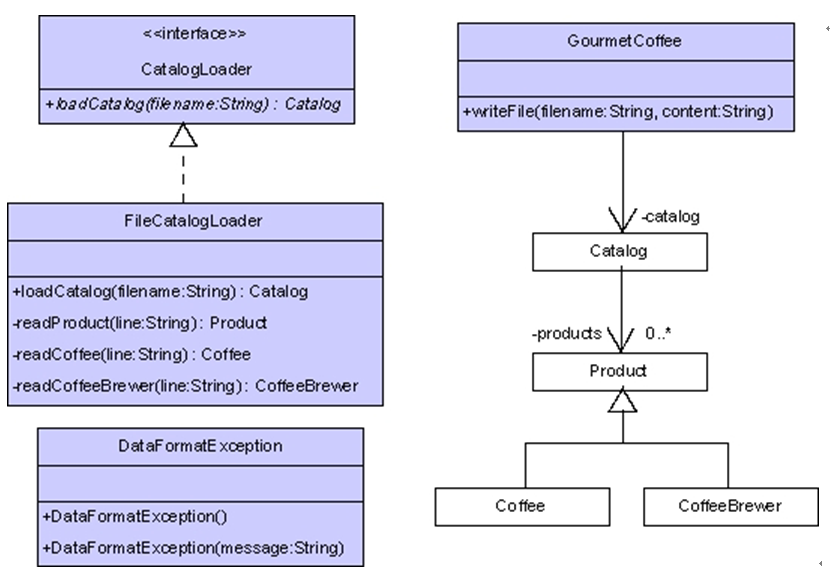 <<interface>>
CatalogLoader
+loadCatalog(filename:String) : Catalog
FileCatalogLoader
+loadCatalog(filename:String) : Catalog
-readProduct(line:String) : Product
-readCoffee(line:String) : Coffee
-readCoffeeBrewer(line:String) : CoffeeBrewer
DataFormatException
+DataFormatException()
+DataFormatException(message:String)
GourmetCoffee
+writeFile(filename:String, content:String)
-catalog
Catalog
-products 0..*
Product
Coffee
CoffeeBrewer